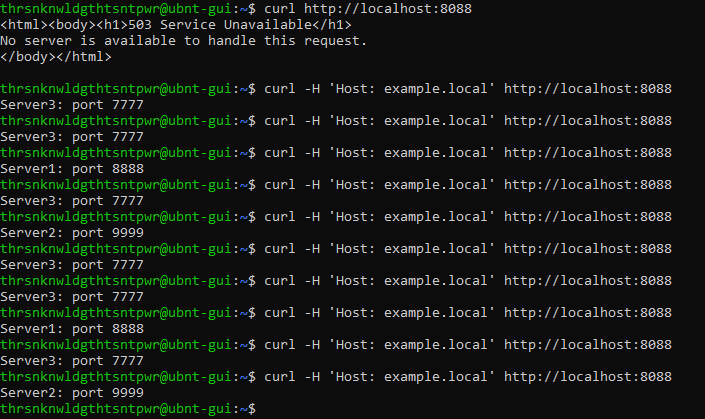 thrsnknwldgthtsntpwr@ubnt-gui:~$ curl http://localhost:8088
<html><body><h1>503 Service Unavailable</h1>
No server is available to handle this request.
</body></html>
thrsnknwldgthtsntpwr@ubnt-gui:~$ curl -H 'Host: example.local' http://localhost:8088
Server3: port 7777
thrsnknwldgthtsntpwr@ubnt-gui:~$ curl -H 'Host: example.local' http://localhost:8088
Server3: port 7777
thrsnknwldgthtsntpwr@ubnt-gui:~$ curl -H 'Host: example.local' http://localhost:8088
Server1: port 8888
thrsnknwldgthtsntpwr@ubnt-gui:~$ curl -H 'Host: example.local' http://localhost:8088
Server3: port 7777
thrsnknwldgthtsntpwr@ubnt-gui:~$ curl -H 'Host: example.local' http://localhost:8088
Server2: port 9999
thrsnknwldgthtsntpwr@ubnt-gui:~$ curl -H 'Host: example.local' http://localhost:8088
Server3: port 7777
thrsnknwldgthtsntpwr@ubnt-gui:~$ curl -H 'Host: example.local' http://localhost:8088
Server3: port 7777
thrsnknwldgthtsntpwr@ubnt-gui:~$ curl -H 'Host: example.local' http://localhost:8088
Server1: port 8888
thrsnknwldgthtsntpwr@ubnt-gui:~$ curl -H 'Host: example.local' http://localhost:8088
Server3: port 7777
thrsnknwldgthtsntpwr@ubnt-gui:~$ curl -H 'Host: example.local' http://localhost:8088
Server2: port 9999
thrsnknwldgthtsntpwr@ubnt-gui:~$